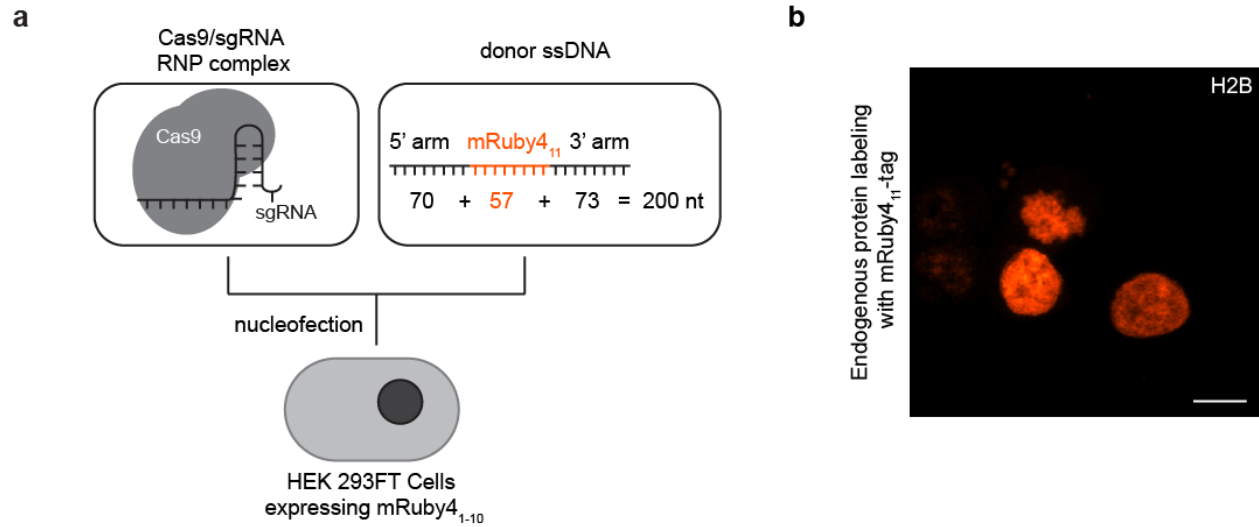 a
Cas9/sgRNA
RNP complex
Cas9
sgRNA
donor ssDNA
5’ arm mRuby4₁₁ 3’ arm
70 + 57 + 73 = 200 nt
nucleofection
HEK 293FT Cells
expressing mRuby4₁₋₁₀
b
Endogenous protein labeling
with mRuby4₁₁-tag
H2B